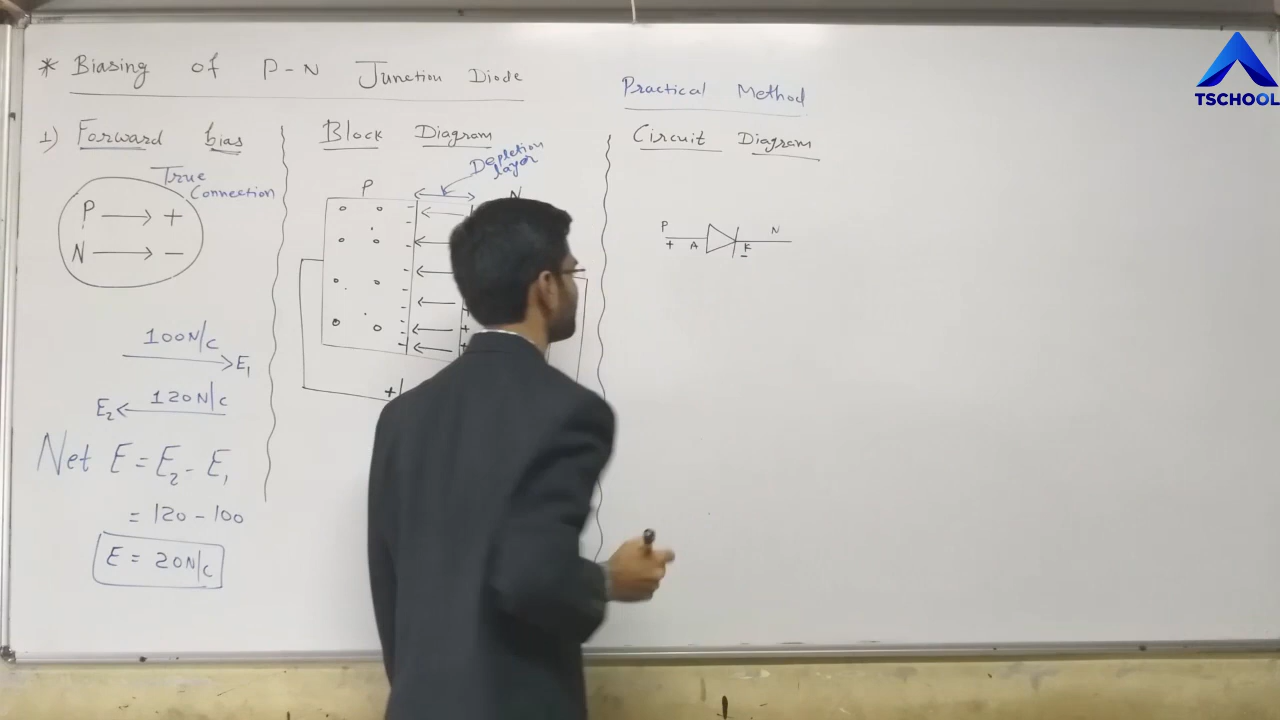 * Biasing of P-N Junction Diode
Practical Method
1) Forward bias
Block Diagram
Circuit Diagram
True Connection
P → +
N → -
Depletion layer
P
N
+
P
+ A
K
-
N
100N/C
E₁
120N/C
E₂
Net E = E₂ - E₁
= 120 - 100
E = 20N/C
TSCHOOL